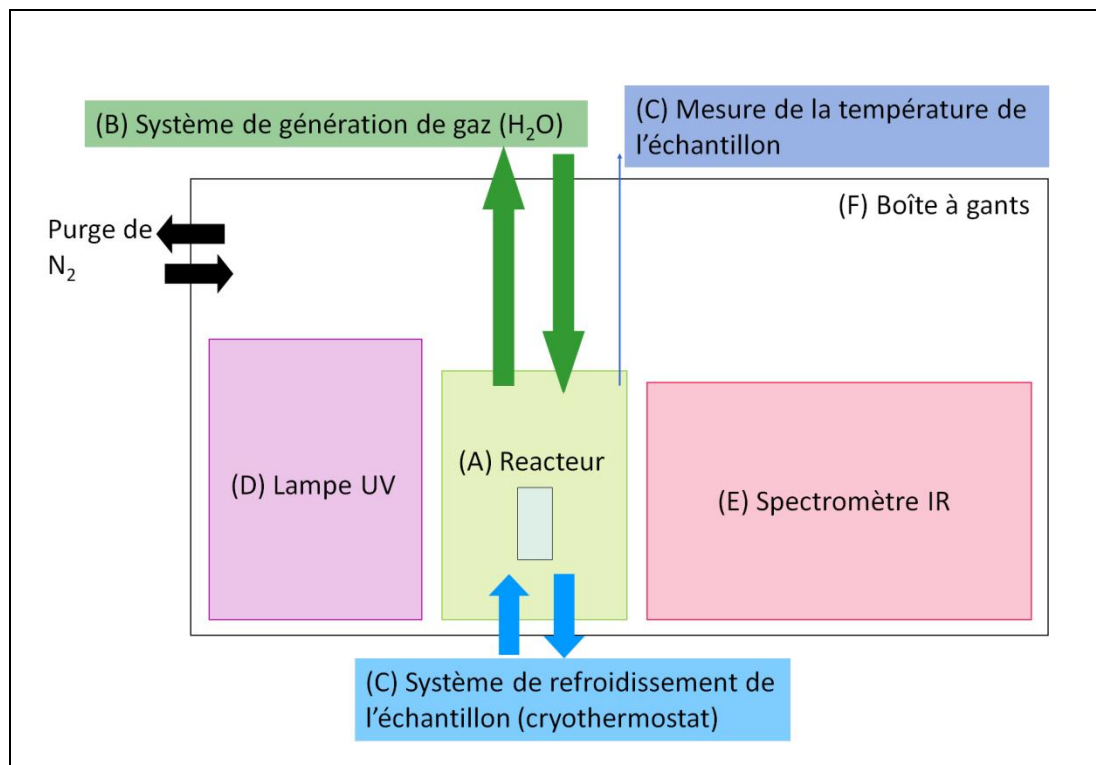 (B) Système de génération de gaz (H₂O)
(C) Mesure de la température de
l'échantillon
(F) Boîte à gants
Purge de
N₂
(D) Lampe UV
(A) Reacteur
(E) Spectromètre IR
(C) Système de refroidissement de
l'échantillon (cryothermostat)